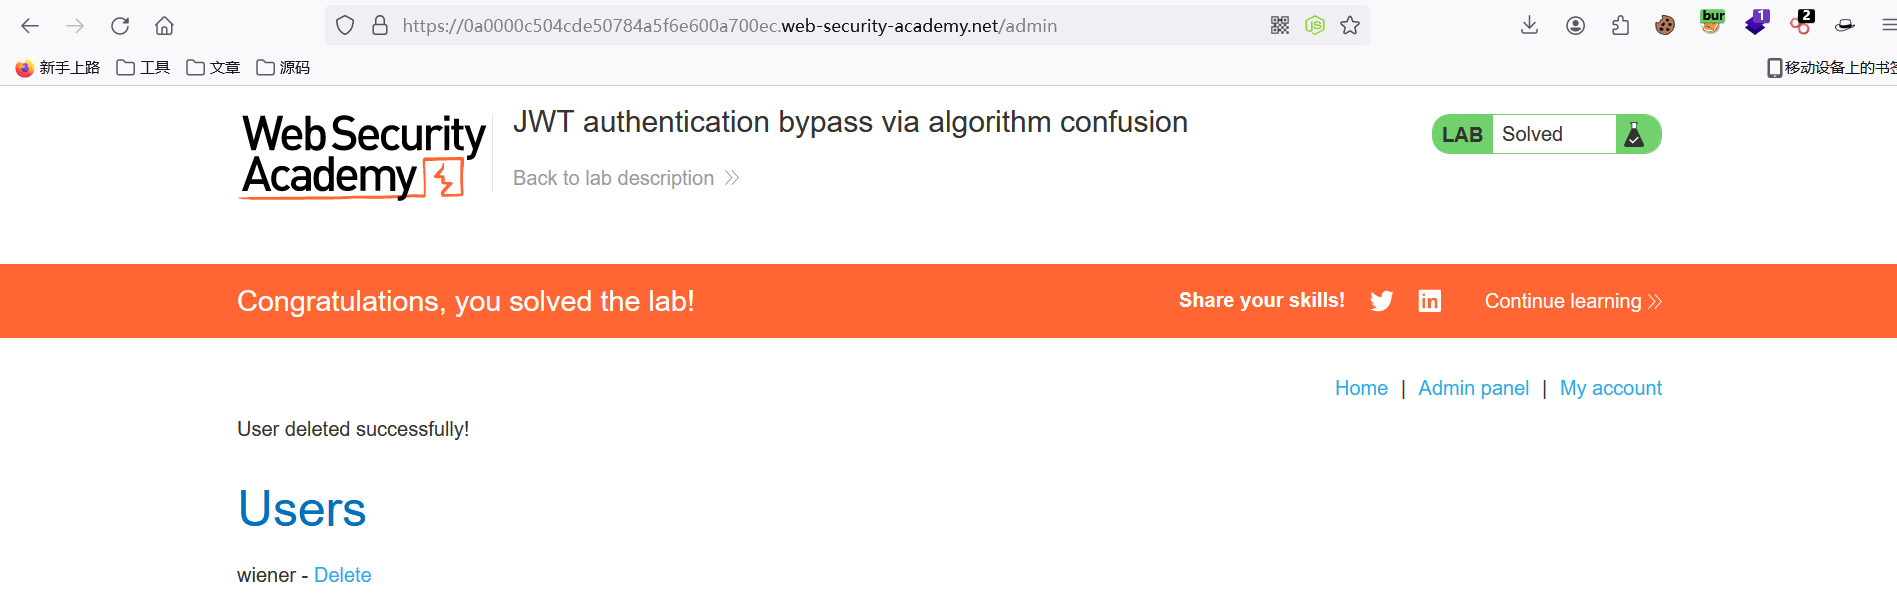 https://0a0000c504cde50784a5f6e600a700ec.web-security-academy.net/admin
bur 1 2
新手上路 工具 文章 源码 移动设备上的书签
WebSecurity Academy
JWT authentication bypass via algorithm confusion
LAB Solved
Back to lab description
Congratulations, you solved the lab!
Share your skills! in Continue learning
Home | Admin panel | My account
User deleted successfully!
Users
wiener - Delete